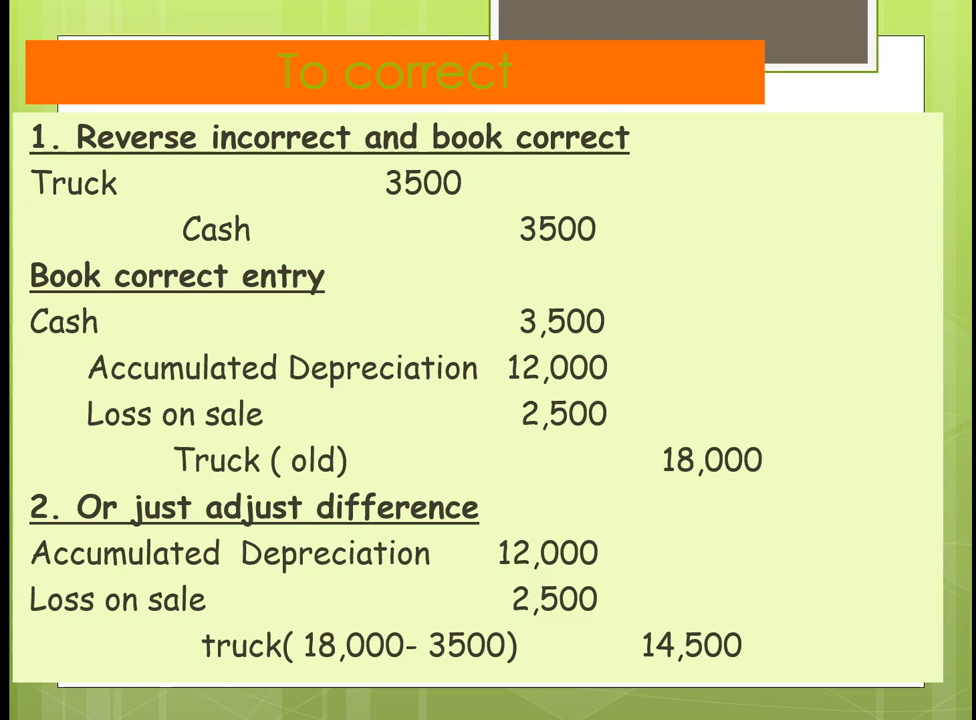 To correct
1. Reverse incorrect and book correct
Truck 3500
Cash 3500
Book correct entry
Cash 3,500
Accumulated Depreciation 12,000
Loss on sale 2,500
Truck ( old) 18,000
2. Or just adjust difference
Accumulated Depreciation 12,000
Loss on sale 2,500
truck( 18,000- 3500) 14,500